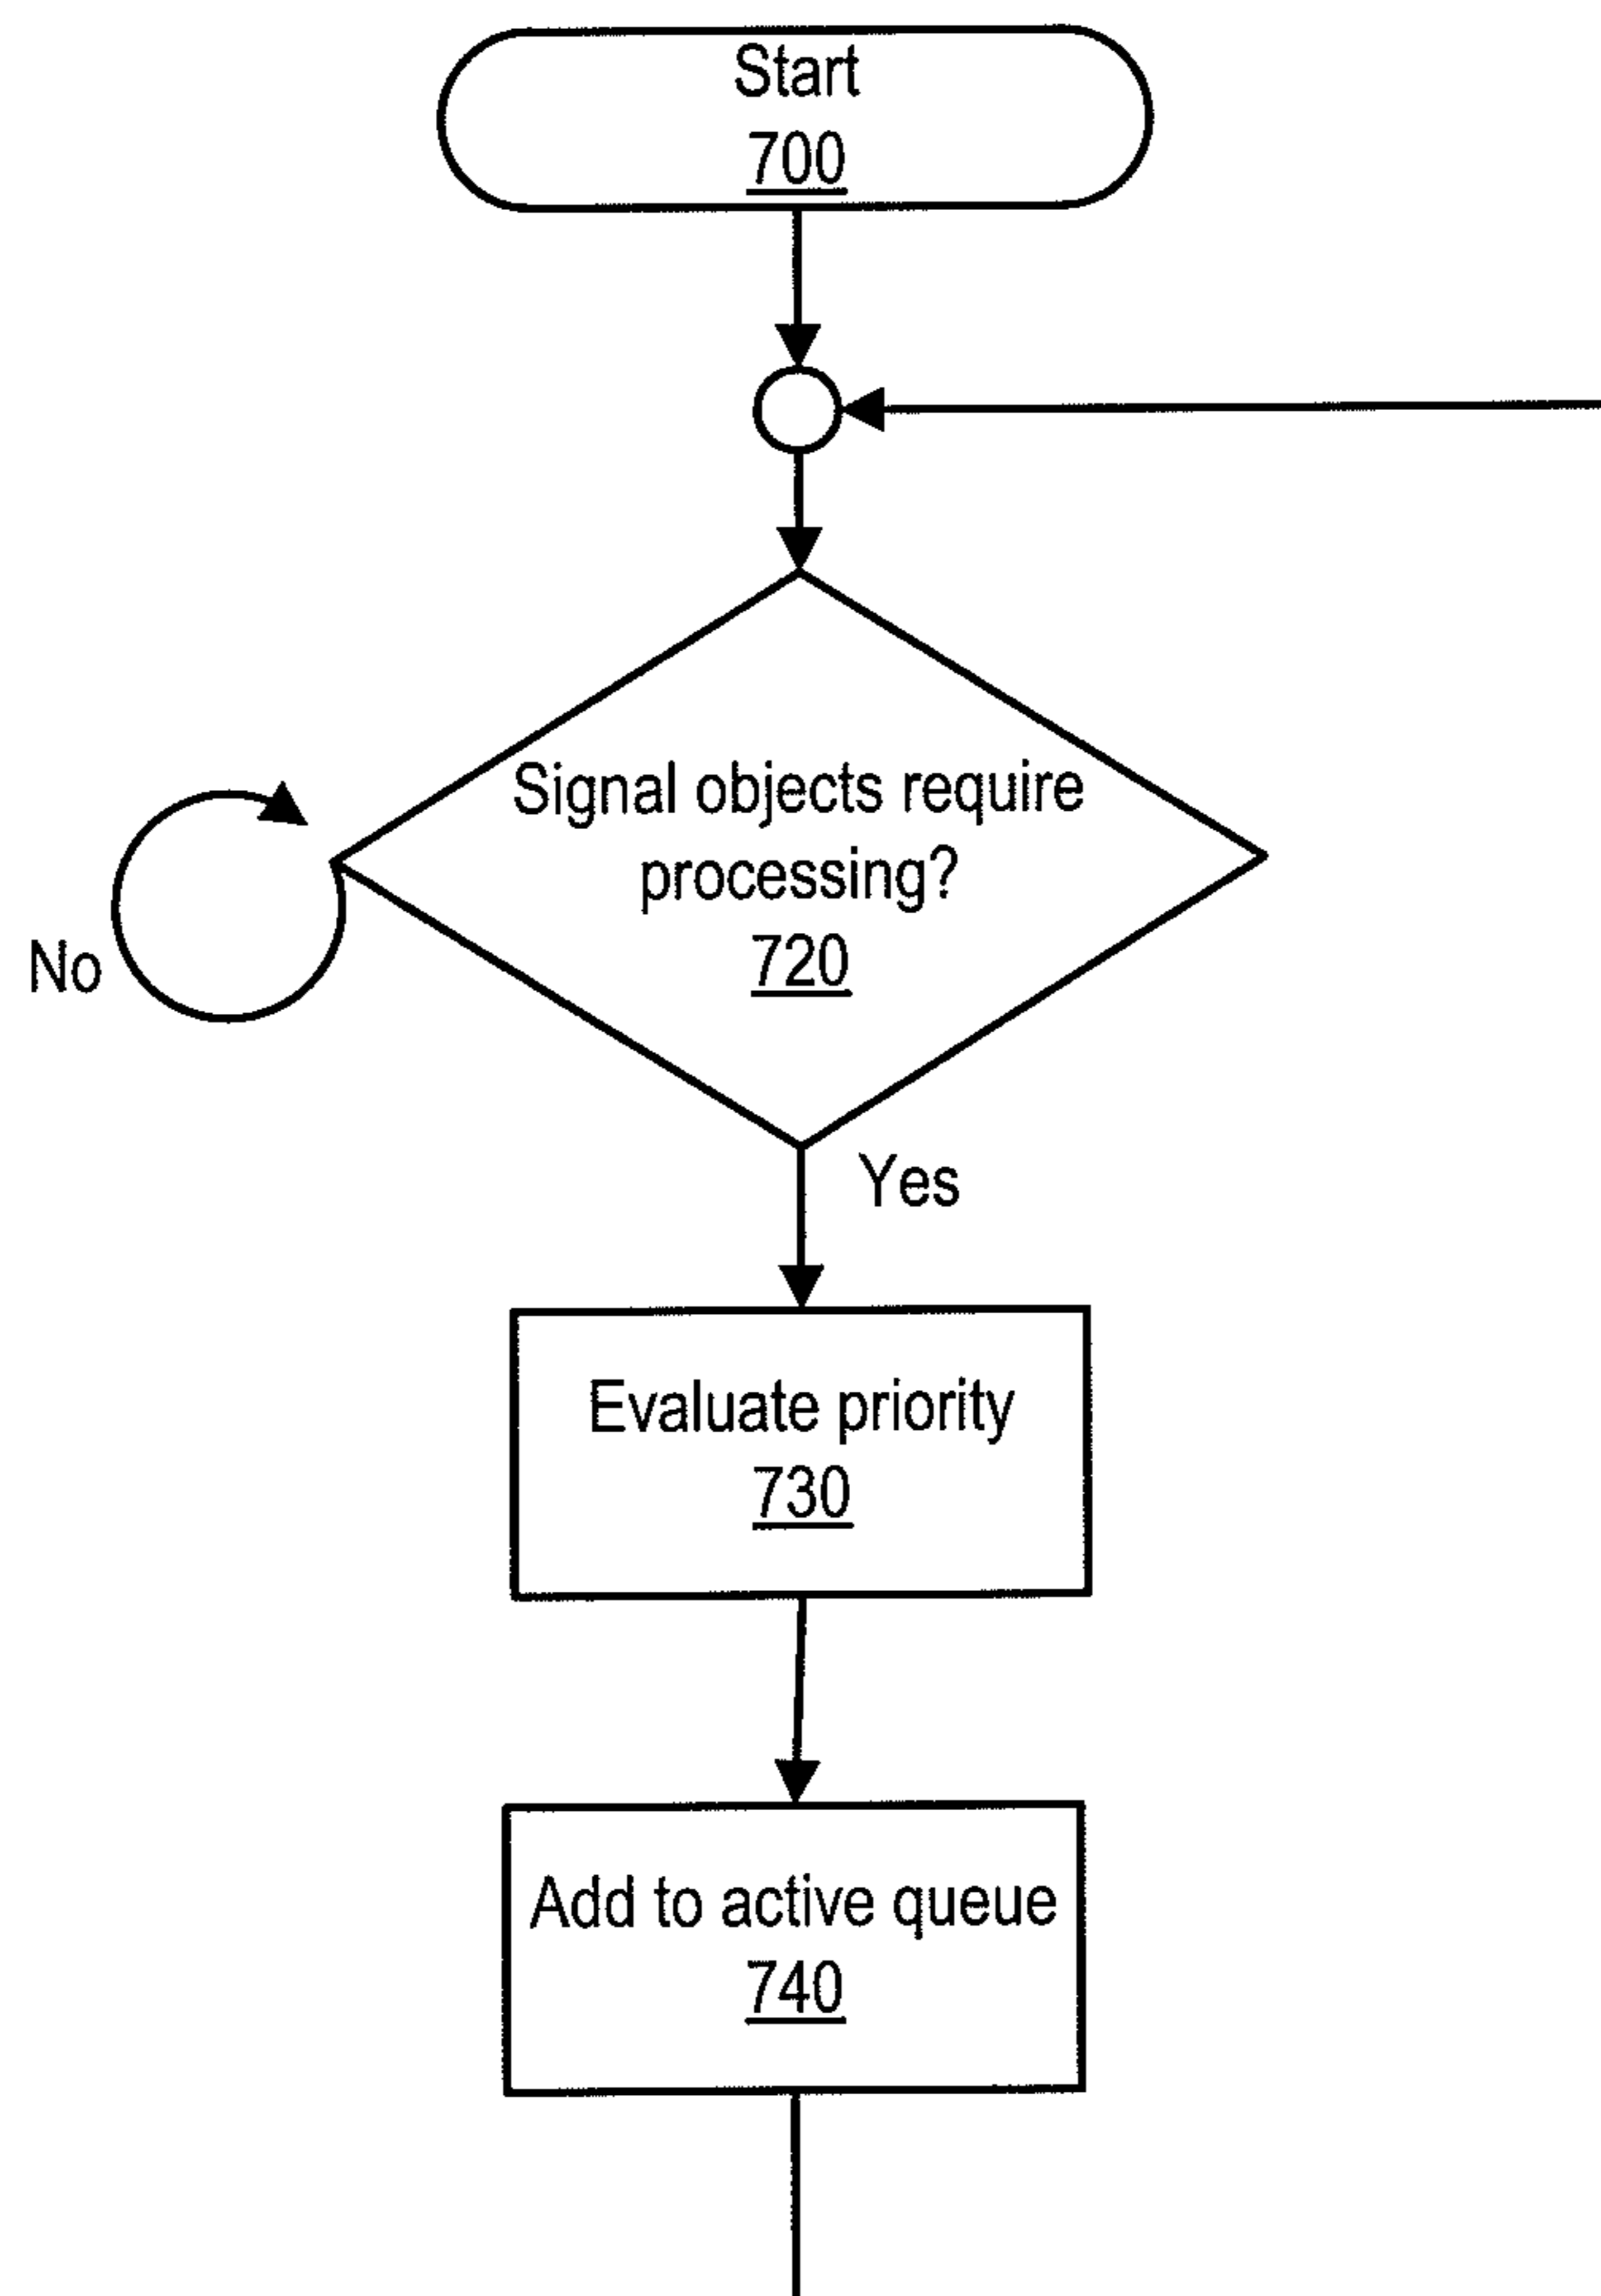 Start
700
Signal objects require
processing?
720
No
Yes
Evaluate priority
730
Add to active queue
740